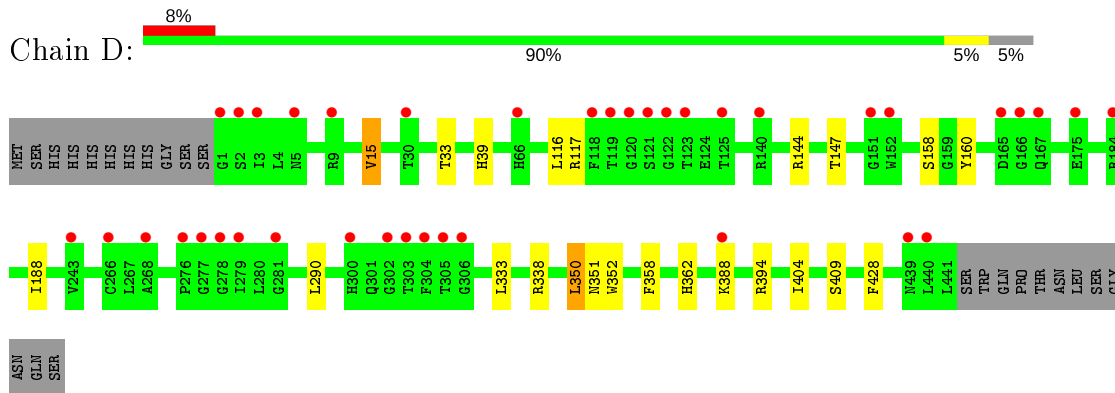 8%
Chain D:
90% 5% 5%
MET SER HIS HIS HIS HIS HIS HIS GLY SER SER G1 S2 I3 L4 N5 R9 V15 T30 T33 H39 H66 L116 R117 F118 T119 G120 S121 G122 T123 E124 T125 R140 R144 T147 G151 W152 S158 G159 Y160 D165 G166 Q167 E175
I188 V243 C266 L267 A268 P276 G277 G278 I279 L280 G281 L290 H300 Q301 G302 T303 F304 T305 G306 L333 R338 L350 N351 W352 F358 H362 K388 R394 I404 S409 F428 N439 L440 L441 SER TRP GLN PRO THR ASN LEU SER GLY
ASN GLN SER